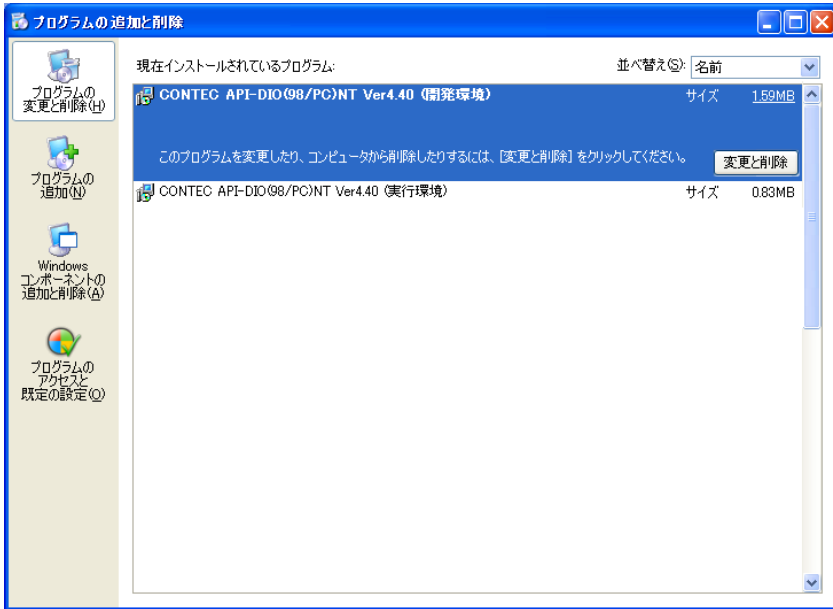 プログラムの追加と削除
プログラムの
変更と削除(H)
プログラムの
追加(N)
Windows
コンポーネントの
追加と削除(A)
プログラムの
アクセスと
既定の設定(O)
現在インストールされているプログラム:
並べ替え(S): 名前
CONTEC API-DIO(98/PC)NT Ver4.40 (開発環境)
サイズ 1.59MB
このプログラムを変更したり、コンピュータから削除したりするには、[変更と削除] をクリックしてください。
変更と削除
CONTEC API-DIO(98/PC)NT Ver4.40 (実行環境)
サイズ 0.83MB